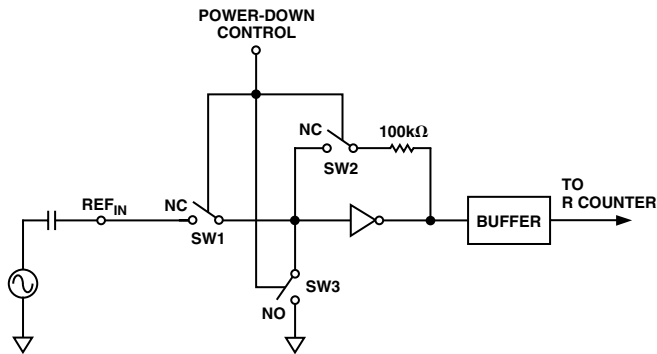 POWER-DOWN
CONTROL
NC
100kΩ
SW2
REFIN
NC
SW1
BUFFER
TO
R COUNTER
SW3
NO